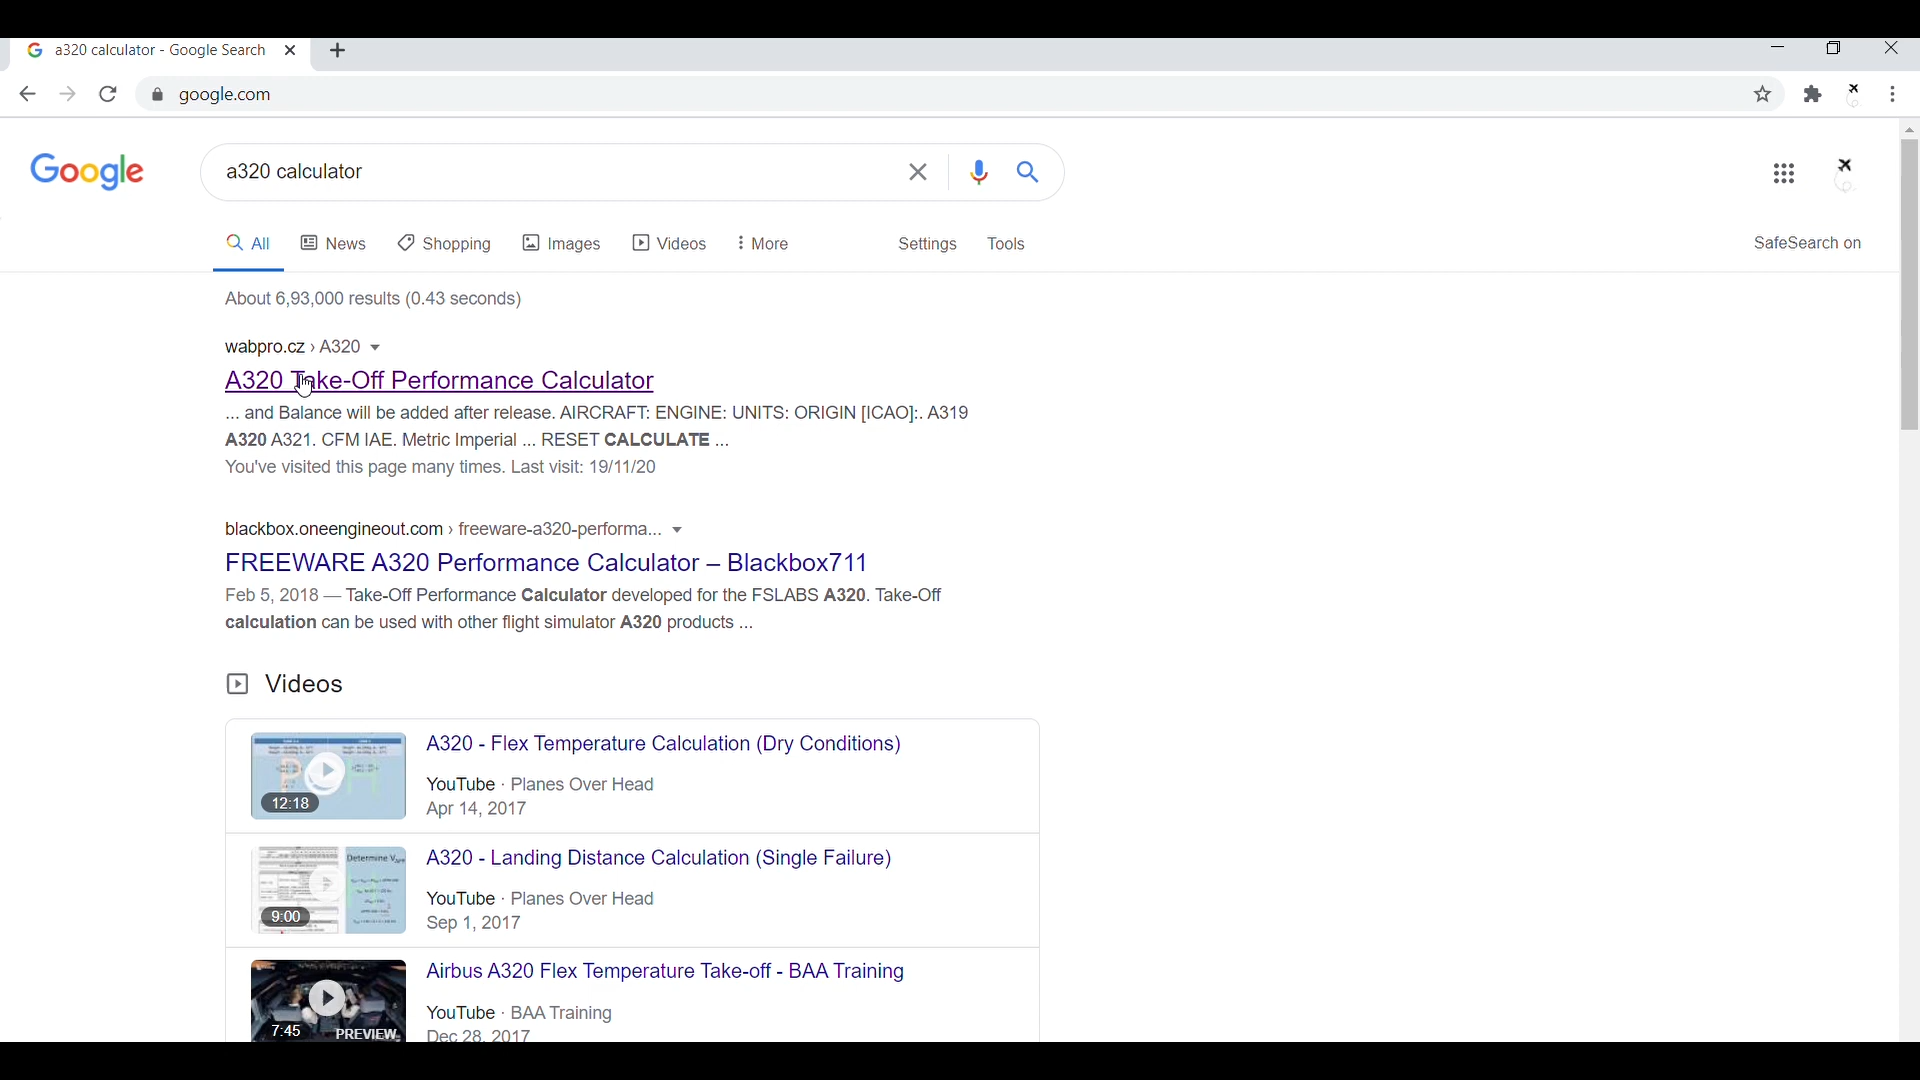 a320 calculator - Google Search
google.com
Google
a320 calculator
All
News
Shopping
Images
Videos
More
Settings
Tools
SafeSearch on
About 6,93,000 results (0.43 seconds)
wabpro.cz › A320
A320 Take-Off Performance Calculator
... and Balance will be added after release. AIRCRAFT: ENGINE: UNITS: ORIGIN [ICAO]:. A319
A320 A321. CFM IAE. Metric Imperial ... RESET CALCULATE ...
You've visited this page many times. Last visit: 19/11/20
blackbox.oneengineout.com › freeware-a320-performa...
FREEWARE A320 Performance Calculator – Blackbox711
Feb 5, 2018 — Take-Off Performance Calculator developed for the FSLABS A320. Take-Off
calculation can be used with other flight simulator A320 products ...
Videos
12:18
A320 - Flex Temperature Calculation (Dry Conditions)
YouTube · Planes Over Head
Apr 14, 2017
Determine
9:00
A320 - Landing Distance Calculation (Single Failure)
YouTube · Planes Over Head
Sep 1, 2017
7:45
PREVIEW
Airbus A320 Flex Temperature Take-off - BAA Training
YouTube · BAA Training
Dec 28, 2017